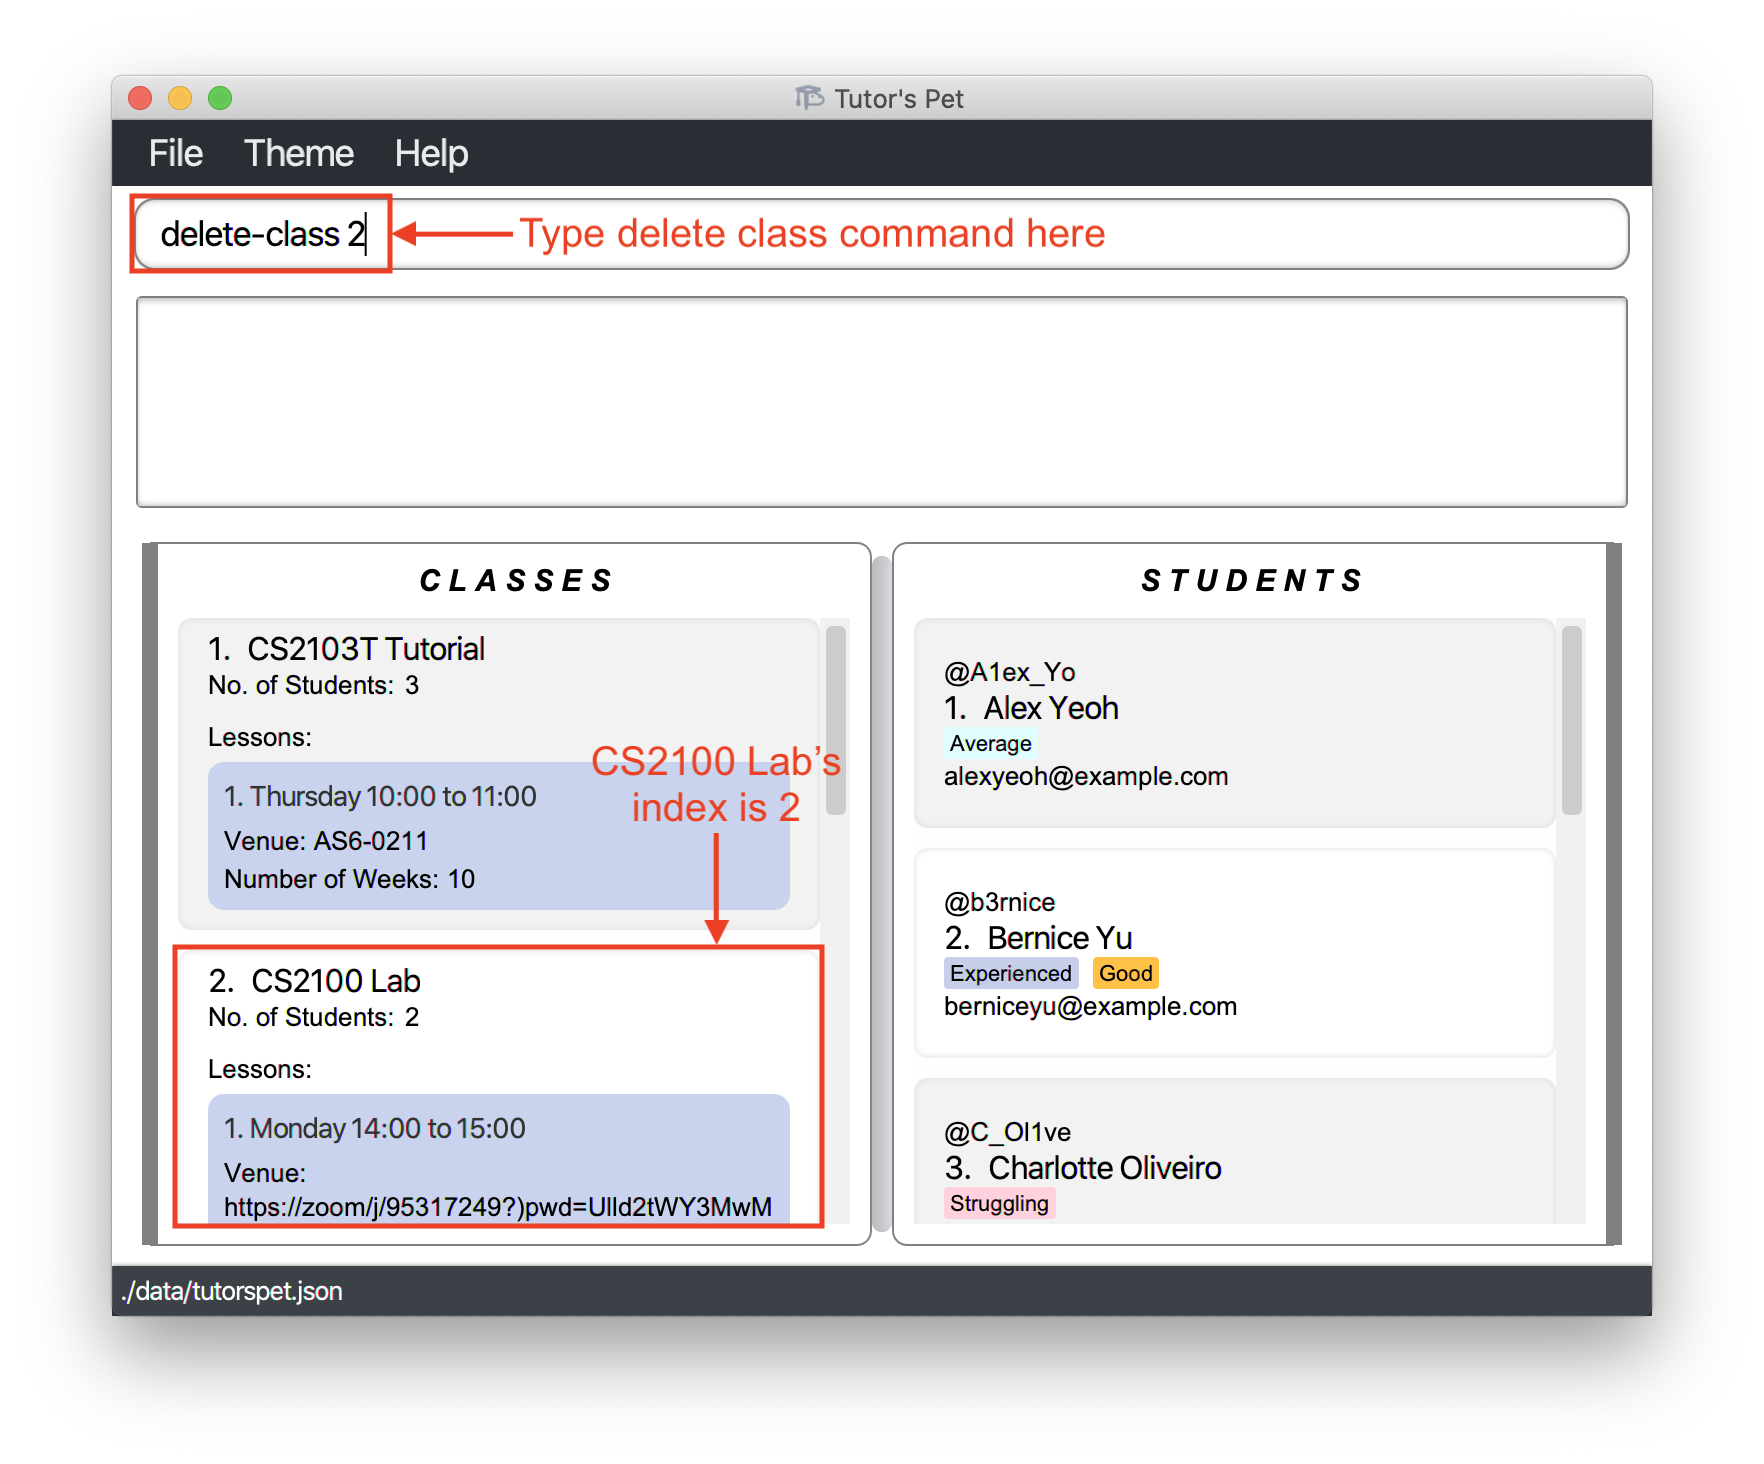 Tutor's Pet
File Theme Help
delete-class 2
Type delete class command here
CLASSES
1. CS2103T Tutorial
No. of Students: 3
Lessons:
1. Thursday 10:00 to 11:00
Venue: AS6-0211
Number of Weeks: 10
CS2100 Lab’s
index is 2
2. CS2100 Lab
No. of Students: 2
Lessons:
1. Monday 14:00 to 15:00
Venue:
https://zoom/j/95317249?)pwd=Ulld2tWY3MwM
STUDENTS
@A1ex_Yo
1. Alex Yeoh
Average
alexyeoh@example.com
@b3rnice
2. Bernice Yu
Experienced Good
berniceyu@example.com
@C_Ol1ve
3. Charlotte Oliveiro
Struggling
./data/tutorspet.json